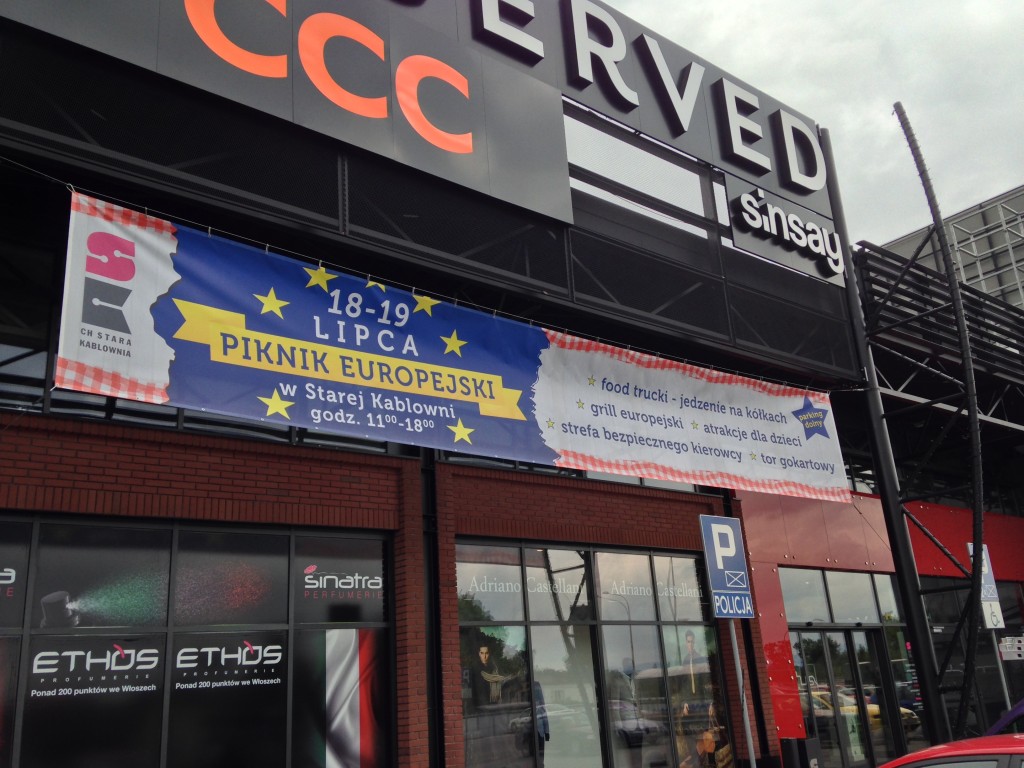 CCC
ERVED
sinsay
CH STARA
KABLOWNIA
18-19
LIPCA
PIKNIK EUROPEJSKI
w Starej Kablowni
godz. 11⁰⁰-18⁰⁰
food trucki - jedzenie na kółkach
grill europejski
atrakcje dla dzieci
strefa bezpiecznego kierowcy
tor gokartowy
parking
dolny
sinatra
PERFUMERIE
ETHOS
PROFUMERIE
Ponad 200 punktów we Włoszech
ETHOS
PROFUMERIE
Ponad 200 punktów we Włoszech
Adriano Castellani
Adriano Castellani
P
POLICJA